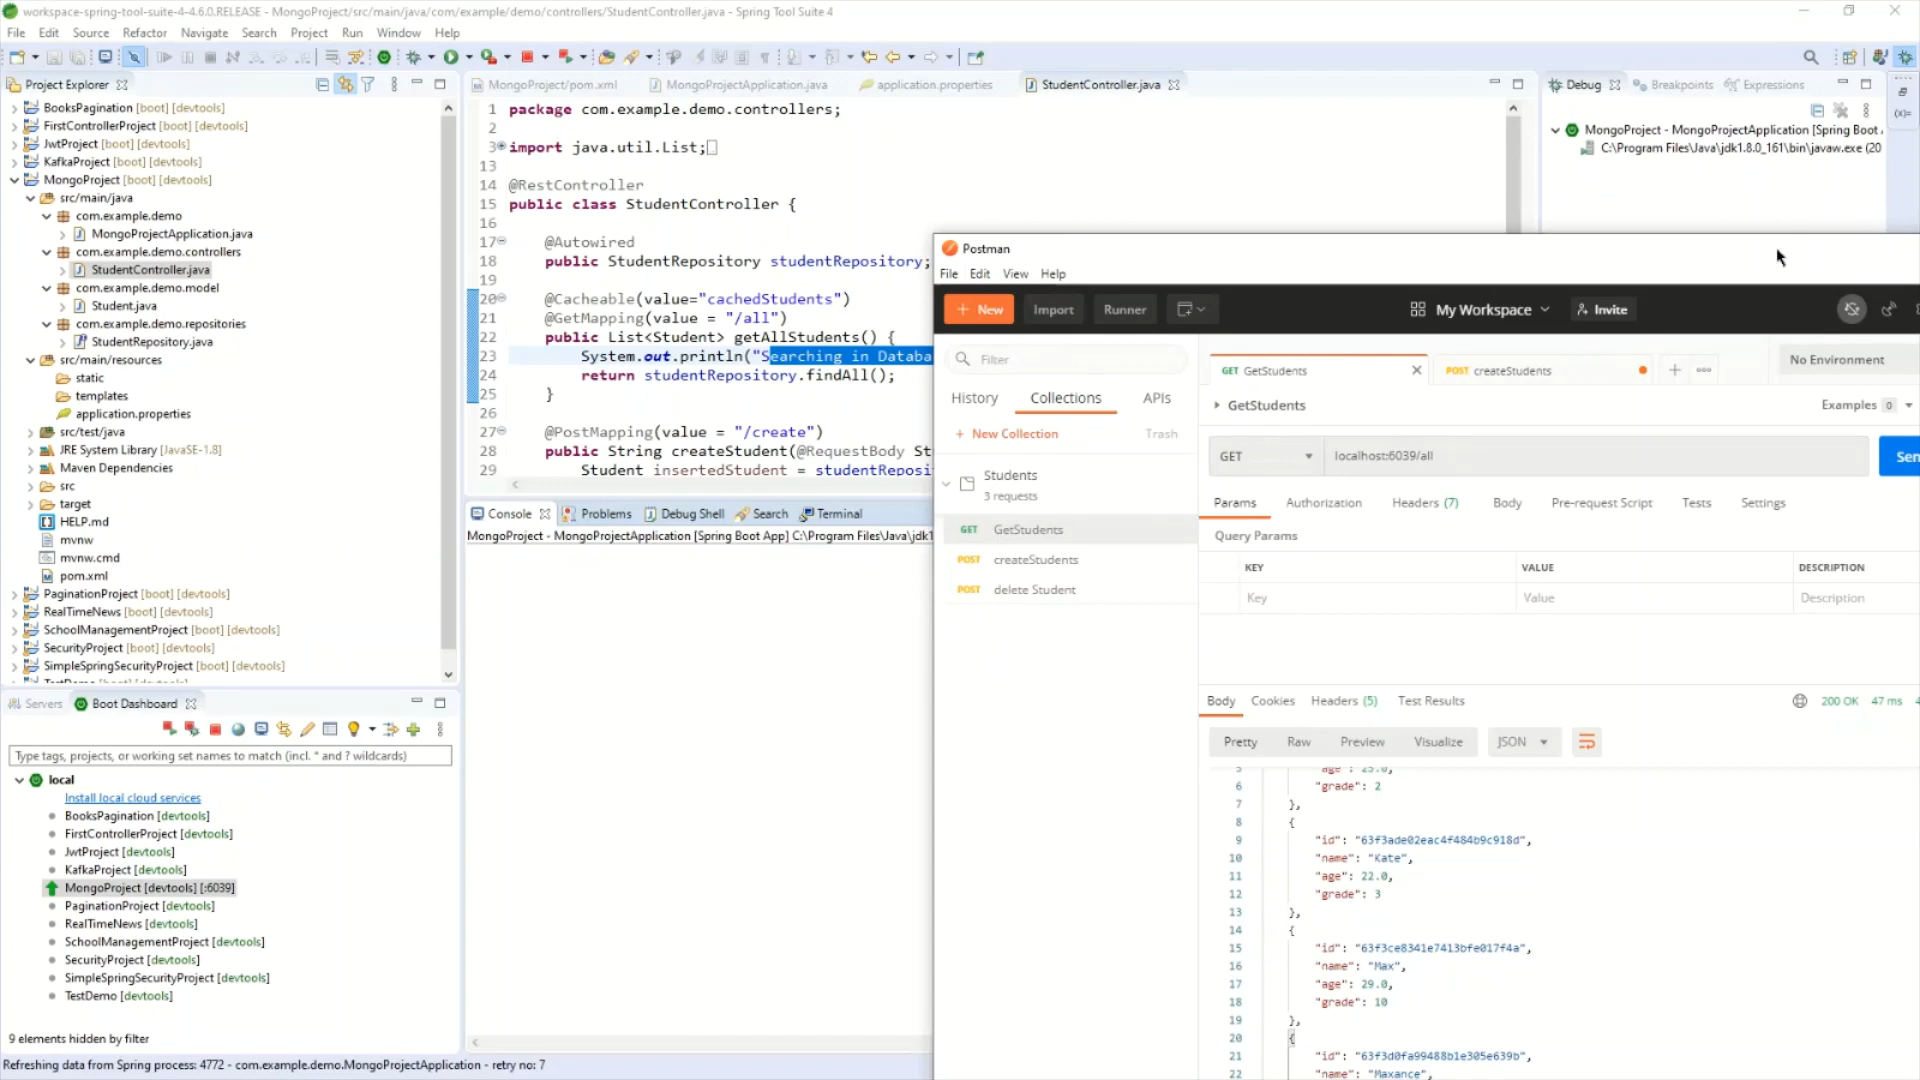 workspace-spring-tool-suite-4-4.6.0.RELEASE - MongoProject/src/main/java/com/example/demo/controllers/StudentController.java - Spring Tool Suite 4
File Edit Source Refactor Navigate Search Project Run Window Help
Project Explorer
BooksPagination [boot] [devtools]
FirstControllerProject [boot] [devtools]
JwtProject [boot] [devtools]
KafkaProject [boot] [devtools]
MongoProject [boot] [devtools]
src/main/java
com.example.demo
MongoProjectApplication.java
com.example.demo.controllers
StudentController.java
com.example.demo.model
Student.java
com.example.demo.repositories
StudentRepository.java
src/main/resources
static
templates
application.properties
src/test/java
JRE System Library [JavaSE-1.8]
Maven Dependencies
src
target
HELP.md
mvnw
mvnw.cmd
pom.xml
PaginationProject [boot] [devtools]
RealTimeNews [boot] [devtools]
SchoolManagementProject [boot] [devtools]
SecurityProject [boot] [devtools]
SimpleSpringSecurityProject [boot] [devtools]
Servers Boot Dashboard
Type tags, projects, or working set names to match (incl. * and ? wildcards)
local
Install local cloud services
BooksPagination [devtools]
FirstControllerProject [devtools]
JwtProject [devtools]
KafkaProject [devtools]
MongoProject [devtools] [:6039]
PaginationProject [devtools]
RealTimeNews [devtools]
SchoolManagementProject [devtools]
SecurityProject [devtools]
SimpleSpringSecurityProject [devtools]
TestDemo [devtools]
9 elements hidden by filter
Refreshing data from Spring process: 4772 - com.example.demo.MongoProjectApplication - retry no: 7
MongoProject/pom.xml MongoProjectApplication.java application.properties StudentController.java
1 package com.example.demo.controllers;
2
3 import java.util.List;
13
14 @RestController
15 public class StudentController {
16
17 @Autowired
18 public StudentRepository studentRepository;
19
20 @Cacheable(value="cachedStudents")
21 @GetMapping(value = "/all")
22 public List<Student> getAllStudents() {
23 System.out.println("Searching in Databa
24 return studentRepository.findAll();
25 }
26
27 @PostMapping(value = "/create")
28 public String createStudent(@RequestBody St
29 Student insertedStudent = studentReposi
Console Problems Debug Shell Search Terminal
MongoProject - MongoProjectApplication [Spring Boot App] C:\Program Files\Java\jdk1
Debug Breakpoints Expressions
MongoProject - MongoProjectApplication [Spring Boot
C:\Program Files\Java\jdk1.8.0_161\bin\javaw.exe (20
(x)=
Postman
File Edit View Help
New Import Runner My Workspace Invite
Filter
History Collections APIs
+ New Collection Trash
Students
3 requests
GET GetStudents
POST createStudents
POST delete Student
GET GetStudents POST createStudents No Environment
GetStudents Examples 0
GET localhost:6039/all Sen
Params Authorization Headers (7) Body Pre-request Script Tests Settings
Query Params
KEY VALUE DESCRIPTION
Key Value Description
Body Cookies Headers (5) Test Results 200 OK 47 ms
Pretty Raw Preview Visualize JSON
6 "grade": 2
7 },
8 {
9 "id": "63f3ade02eac4f484b9c918d",
10 "name": "Kate",
11 "age": 22.0,
12 "grade": 3
13 },
14 {
15 "id": "63f3ce8341e7413bfe017f4a",
16 "name": "Max",
17 "age": 29.0,
18 "grade": 10
19 },
20 {
21 "id": "63f3d0fa99488b1e305e639b",
22 "name": "Maxance",